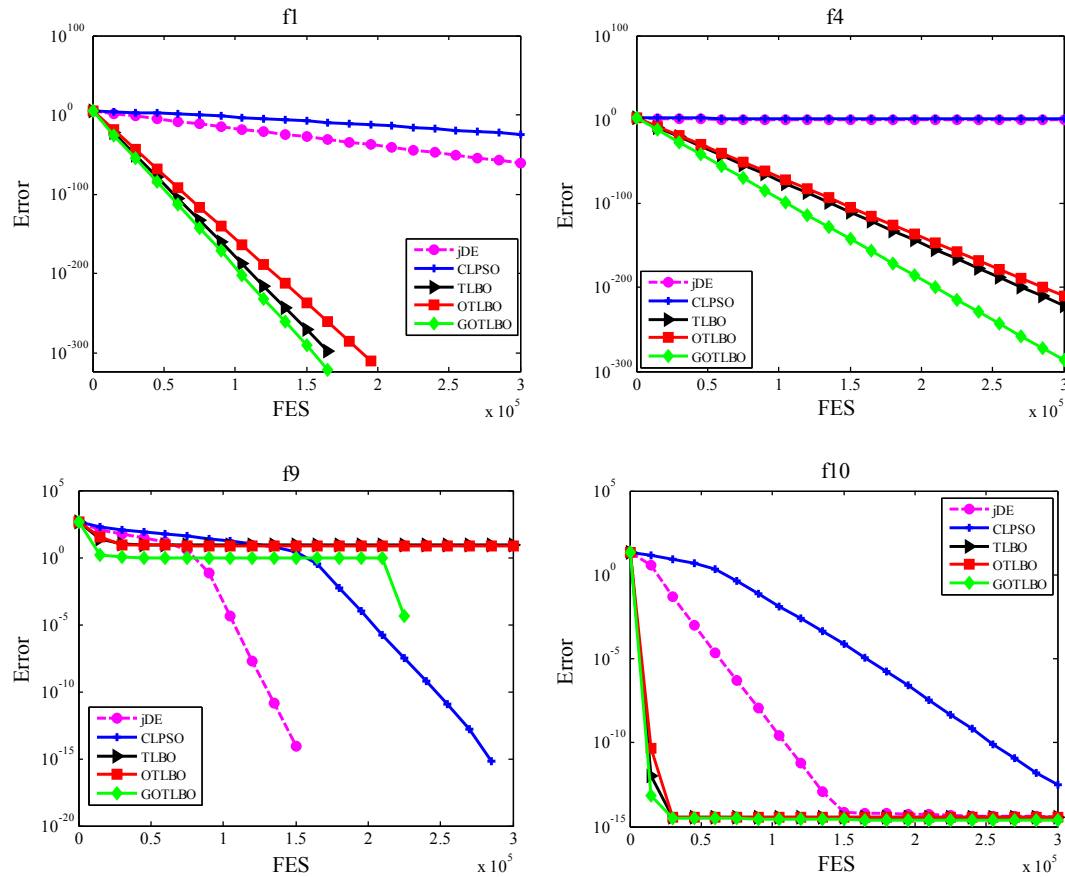 f1
10^100
10^0
10^-100
10^-200
10^-300
Error
0 0.5 1 1.5 2 2.5 3
x 10^5
FES
jDE
CLPSO
TLBO
OTLBO
GOTLBO
f4
10^100
10^0
10^-100
10^-200
10^-300
Error
0 0.5 1 1.5 2 2.5 3
x 10^5
FES
jDE
CLPSO
TLBO
OTLBO
GOTLBO
f9
10^5
10^0
10^-5
10^-10
10^-15
10^-20
Error
0 0.5 1 1.5 2 2.5 3
x 10^5
FES
jDE
CLPSO
TLBO
OTLBO
GOTLBO
f10
10^5
10^0
10^-5
10^-10
10^-15
Error
0 0.5 1 1.5 2 2.5 3
x 10^5
FES
jDE
CLPSO
TLBO
OTLBO
GOTLBO